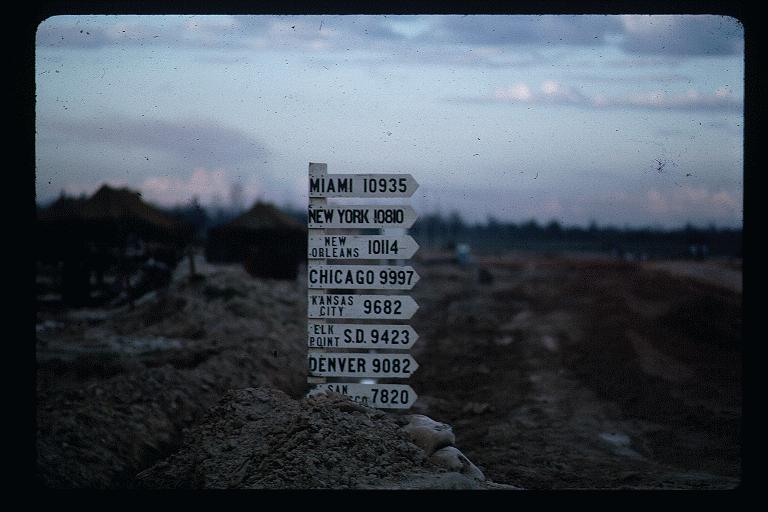 MIAMI 10935
NEW YORK 10810
NEW ORLEANS 10114
CHICAGO 9997
KANSAS CITY 9682
ELK POINT S.D. 9423
DENVER 9082
SAN 7820